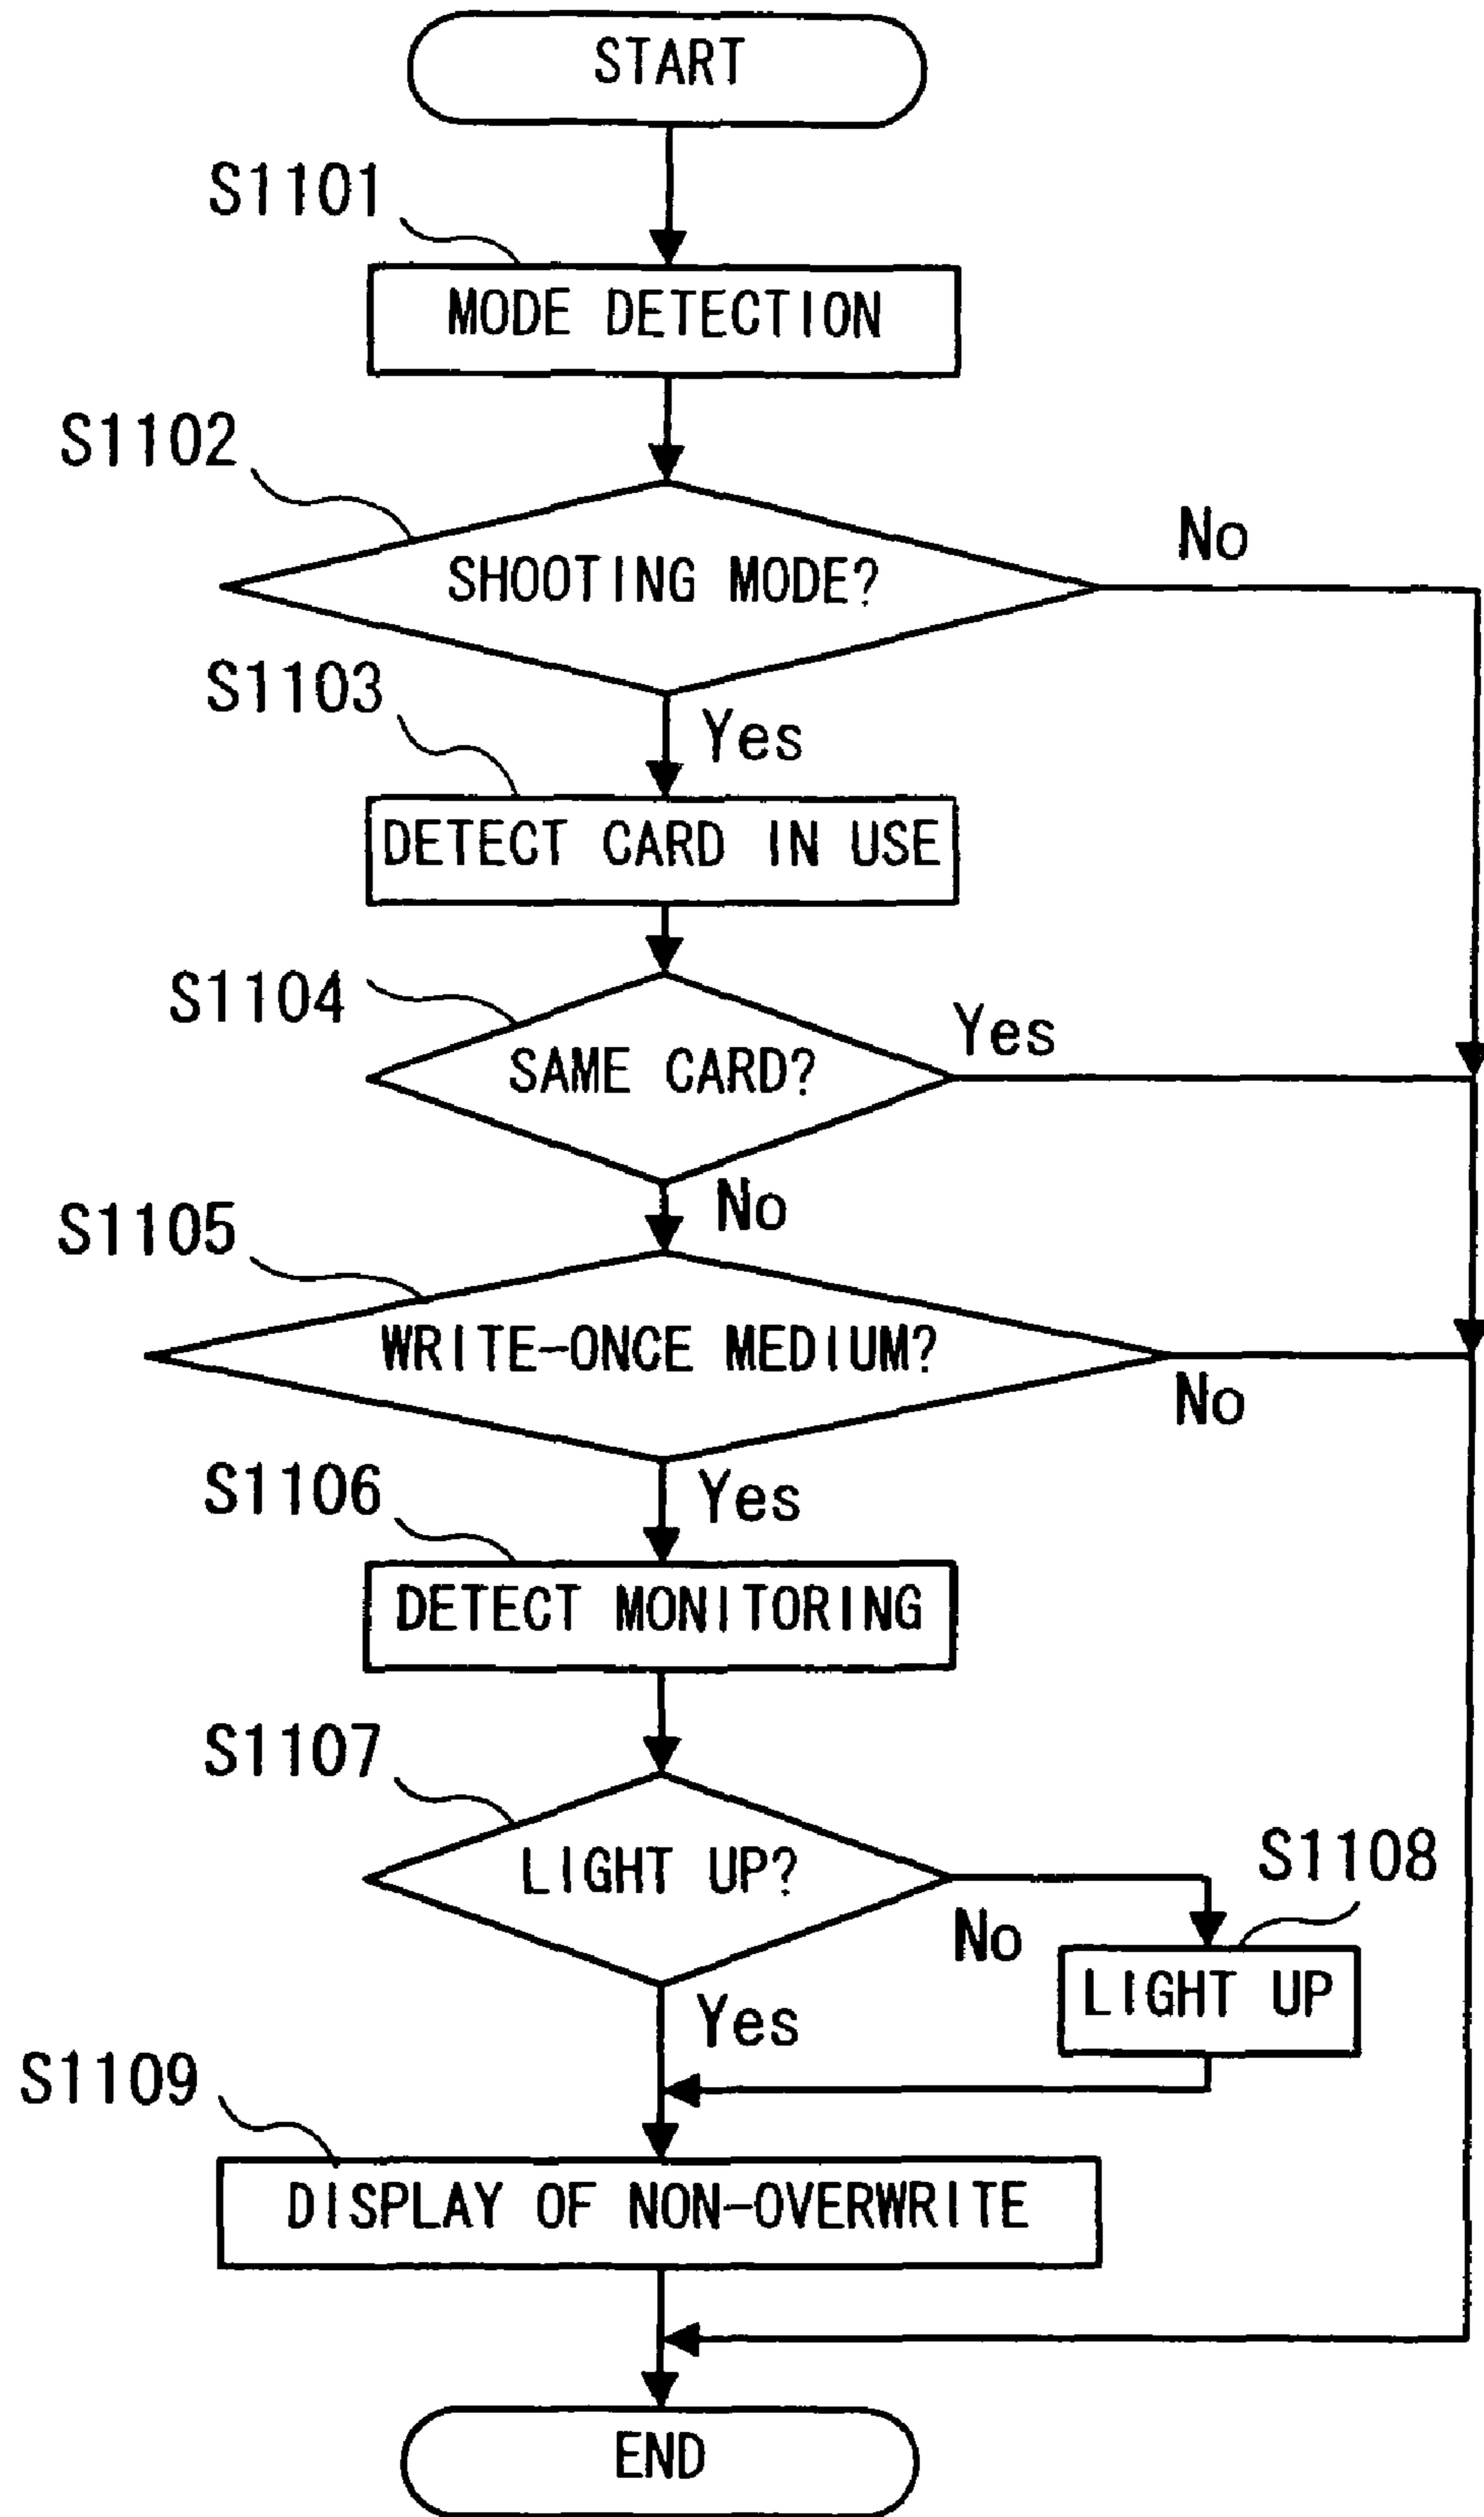 START
S1101
MODE DETECTION
S1102
No
SHOOTING MODE?
S1103
Yes
DETECT CARD IN USE
S1104
Yes
SAME CARD?
No
S1105
WRITE-ONCE MEDIUM?
No
S1106
Yes
DETECT MONITORING
S1107
LIGHT UP?
S1108
No
LIGHT UP
Yes
S1109
DISPLAY OF NON-OVERWRITE
END